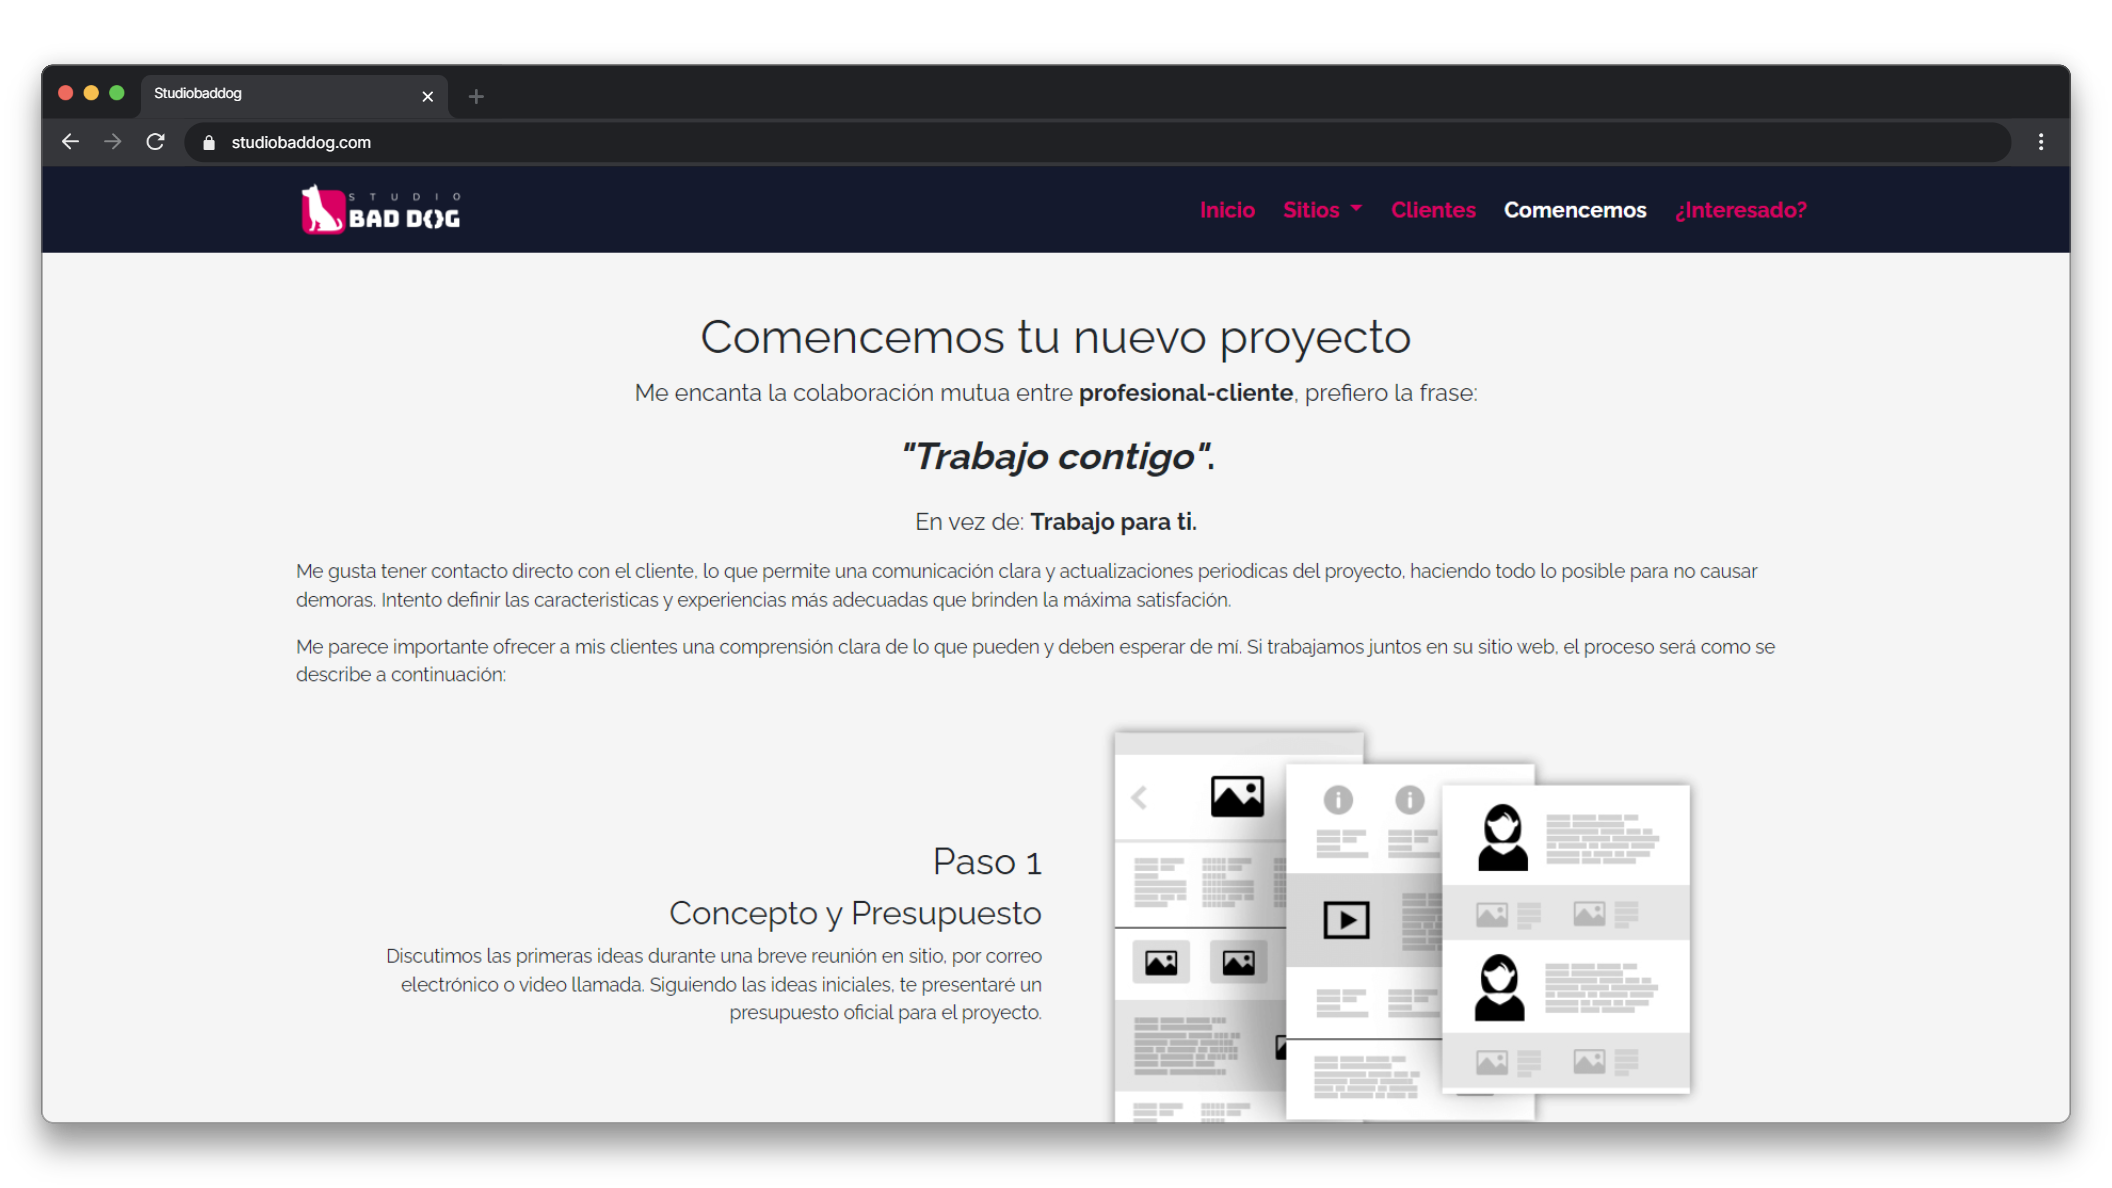 Studiobaddog
studiobaddog.com
STUDIO
BAD DOG
Inicio Sitios Clientes Comencemos ¿Interesado?
Comencemos tu nuevo proyecto
Me encanta la colaboración mutua entre profesional-cliente, prefiero la frase:
"Trabajo contigo".
En vez de: Trabajo para ti.
Me gusta tener contacto directo con el cliente, lo que permite una comunicación clara y actualizaciones periodicas del proyecto, haciendo todo lo posible para no causar
demoras. Intento definir las caracteristicas y experiencias más adecuadas que brinden la máxima satisfación.
Me parece importante ofrecer a mis clientes una comprensión clara de lo que pueden y deben esperar de mí. Si trabajamos juntos en su sitio web, el proceso será como se
describe a continuación:
Paso 1
Concepto y Presupuesto
Discutimos las primeras ideas durante una breve reunión en sitio, por correo
electrónico o video llamada. Siguiendo las ideas iniciales, te presentaré un
presupuesto oficial para el proyecto.